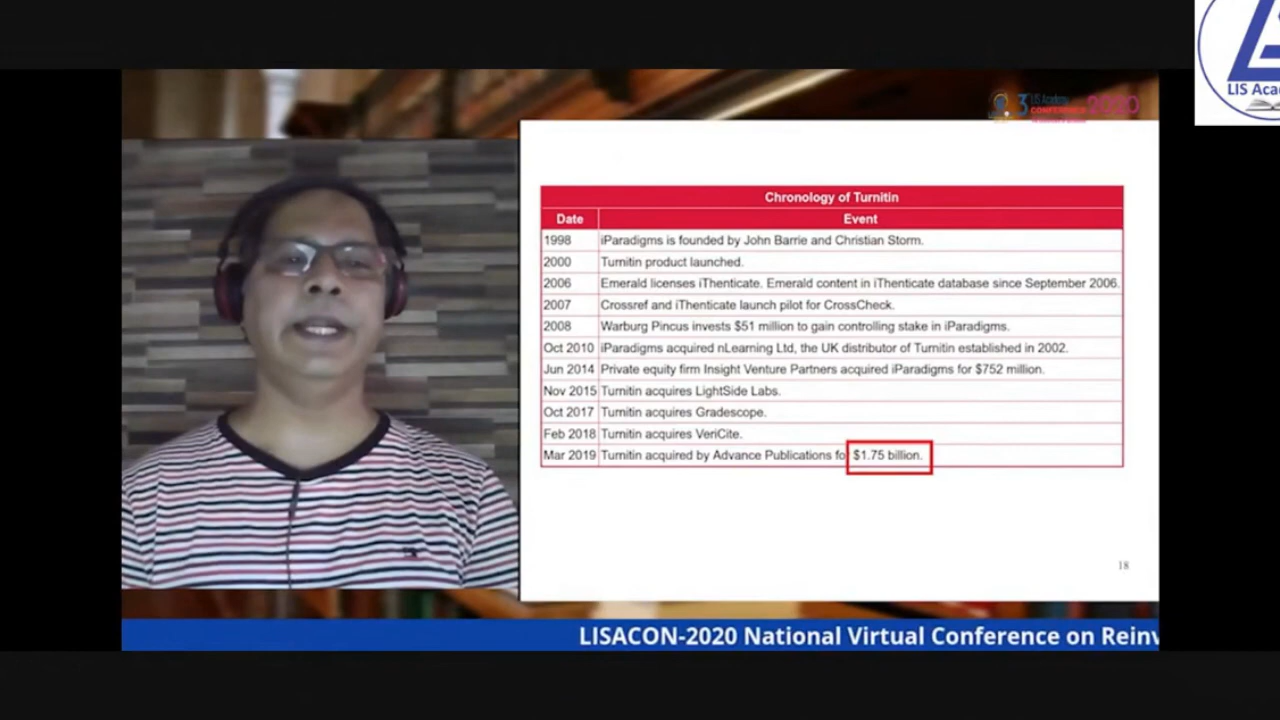 LIS Aca
3
LIS Academy
CONFERENCE
2020
Chronology of Turnitin
Date Event
1998 iParadigms is founded by John Barrie and Christian Storm.
2000 Turnitin product launched.
2006 Emerald licenses iThenticate. Emerald content in iThenticate database since September 2006.
2007 Crossref and iThenticate launch pilot for CrossCheck.
2008 Warburg Pincus invests $51 million to gain controlling stake in iParadigms.
Oct 2010 iParadigms acquired nLearning Ltd, the UK distributor of Turnitin established in 2002.
Jun 2014 Private equity firm Insight Venture Partners acquired iParadigms for $752 million.
Nov 2015 Turnitin acquires LightSide Labs.
Oct 2017 Turnitin acquires Gradescope.
Feb 2018 Turnitin acquires VeriCite.
Mar 2019 Turnitin acquired by Advance Publications fo $1.75 billion.
18
LISACON-2020 National Virtual Conference on Reinv